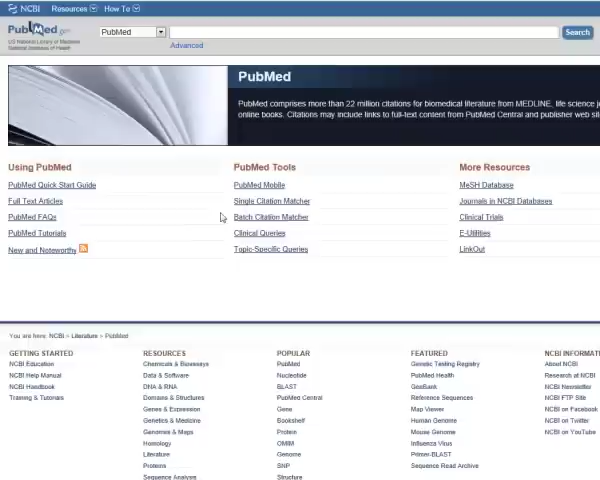 NCBI Resources How To
PubMed.gov
US National Library of Medicine
National Institutes of Health
PubMed
Search
Advanced
PubMed
PubMed comprises more than 22 million citations for biomedical literature from MEDLINE, life science j
online books. Citations may include links to full-text content from PubMed Central and publisher web sit
Using PubMed
PubMed Quick Start Guide
Full Text Articles
PubMed FAQs
PubMed Tutorials
New and Noteworthy
PubMed Tools
PubMed Mobile
Single Citation Matcher
Batch Citation Matcher
Clinical Queries
Topic-Specific Queries
More Resources
MeSH Database
Journals in NCBI Databases
Clinical Trials
E-Utilities
LinkOut
You are here: NCBI > Literature > PubMed
GETTING STARTED
NCBI Education
NCBI Help Manual
NCBI Handbook
Training & Tutorials
RESOURCES
Chemicals & Bioassays
Data & Software
DNA & RNA
Domains & Structures
Genes & Expression
Genetics & Medicine
Genomes & Maps
Homology
Literature
Proteins
Sequence Analysis
POPULAR
PubMed
Nucleotide
BLAST
PubMed Central
Gene
Bookshelf
Protein
OMIM
Genome
SNP
Structure
FEATURED
Genetic Testing Registry
PubMed Health
GenBank
Reference Sequences
Map Viewer
Human Genome
Mouse Genome
Influenza Virus
Primer-BLAST
Sequence Read Archive
NCBI INFORMAT
About NCBI
Research at NCBI
NCBI Newsletter
NCBI FTP Site
NCBI on Facebook
NCBI on Twitter
NCBI on YouTube